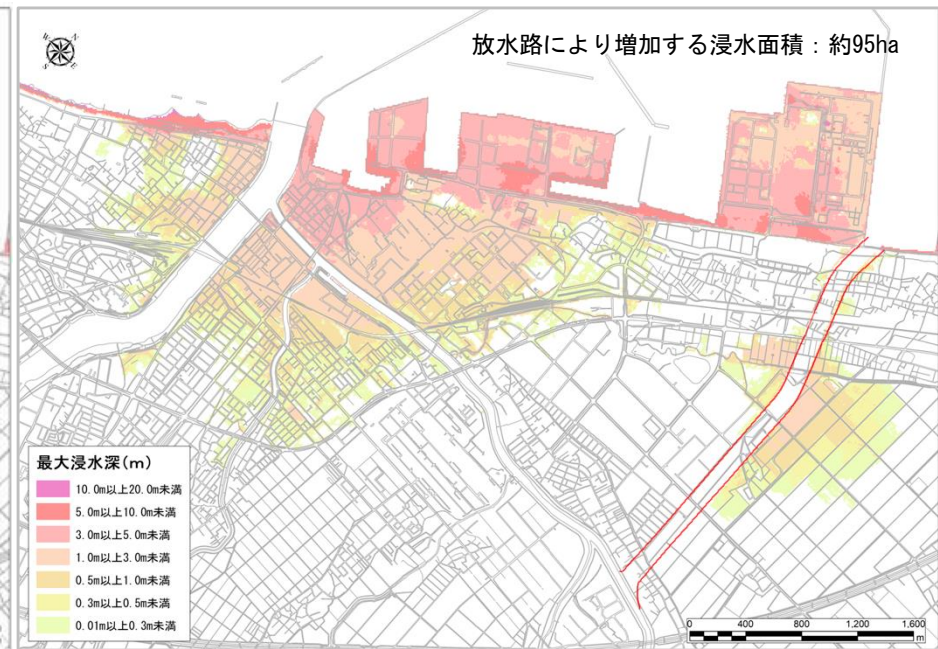 放水路により増加する浸水面積：約95ha
N
W
E
S
最大浸水深(m)
10.0m以上20.0m未満
5.0m以上10.0m未満
3.0m以上5.0m未満
1.0m以上3.0m未満
0.5m以上1.0m未満
0.3m以上0.5m未満
0.01m以上0.3m未満
0 400 800 1,200 1,600
m